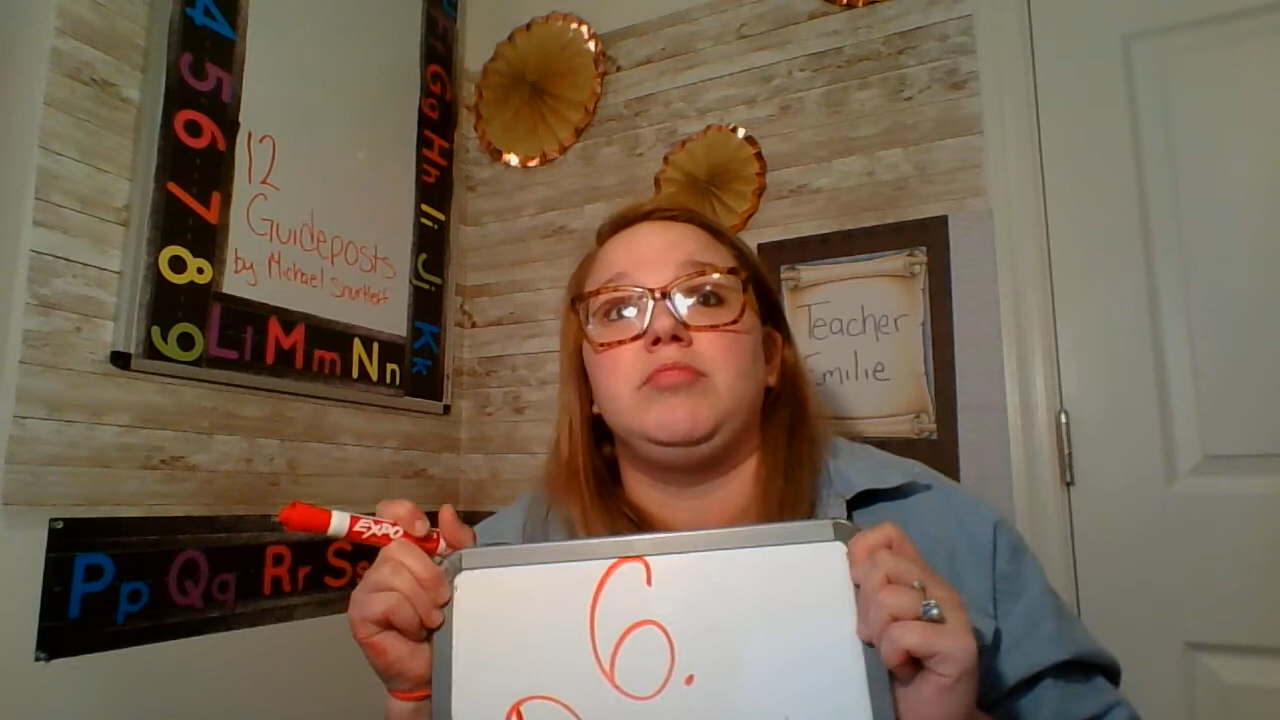 4
5
6
7
8
9
Ff
Gg
Hh
Ii
Jj
Kk
12
Guideposts
by Michael Shurtleff
Ll Mm Nn
Teacher
Emilie
EXPO
Pp Qq Rr Ss
6.